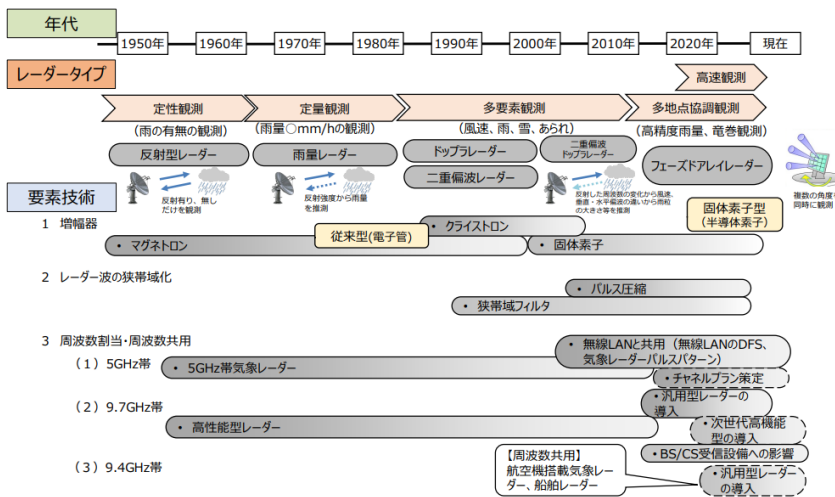 年代
1950年
1960年
1970年
1980年
1990年
2000年
2010年
2020年
現在
レーダータイプ
高速観測
定性観測
定量観測
多要素観測
多地点協調観測
(雨の有無の観測)
(雨量○mm/hの観測)
(風速、雨、雪、あられ)
(高精度雨量、竜巻観測)
反射型レーダー
雨量レーダー
ドップラレーダー
二重偏波レーダー
二重偏波
ドップラレーダー
フェーズドアレイレーダー
反射有り、無し
だけを観測
反射強度から雨量
を推測
・反射した周波数の変化から風速、
垂直・水平偏波の違いから雨粒
の大きさ等を推測
複数の角度を
同時に観測
要素技術
1 増幅器
・マグネトロン
従来型(電子管)
・クライストロン
・固体素子
固体素子型
(半導体素子)
2 レーダー波の狭帯域化
・パルス圧縮
・狭帯域フィルタ
3 周波数割当・周波数共用
(1)5GHz帯
・5GHz帯気象レーダー
・無線LANと共用(無線LANのDFS、
気象レーダーパルスパターン)
・チャネルプラン策定
(2)9.7GHz帯
・高性能型レーダー
・汎用型レーダーの
導入
・次世代高機能
型の導入
・BS/CS受信設備への影響
(3)9.4GHz帯
【周波数共用】
航空機搭載気象レー
ダー、船舶レーダー
・汎用型レーダー
の導入